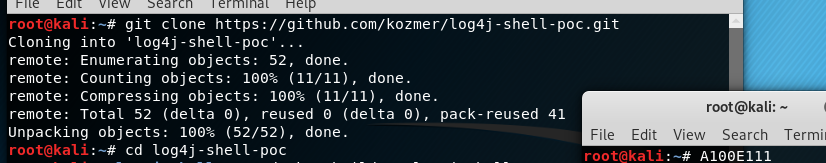 File Edit View Search Terminal Help
root@kali:~# git clone https://github.com/kozmer/log4j-shell-poc.git
Cloning into 'log4j-shell-poc'...
remote: Enumerating objects: 52, done.
remote: Counting objects: 100% (11/11), done.
remote: Compressing objects: 100% (11/11), done.
remote: Total 52 (delta 0), reused 0 (delta 0), pack-reused 41
Unpacking objects: 100% (52/52), done.
root@kali:~# cd log4j-shell-poc
root@kali: ~
File Edit View Search Termin
root@kali:~# A100E111